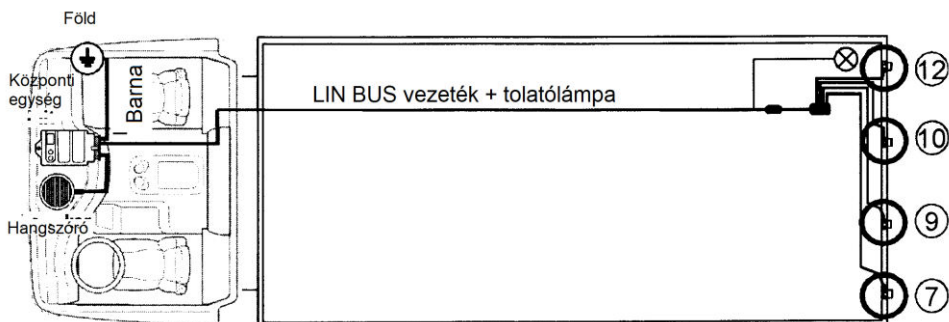 Föld
Központi
egység
Barna
Hangszóró
LIN BUS vezeték + tolatólámpa
12
10
9
7